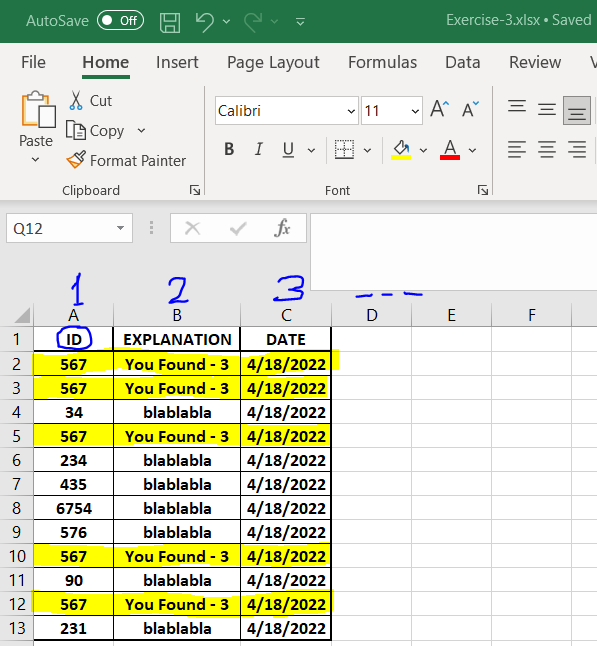 AutoSave Off Exercise-3.xlsx • Saved
File Home Insert Page Layout Formulas Data Review
Cut
Copy
Paste
Format Painter
Clipboard
Calibri 11 A A
B I U A
Font
Q12 fx
1 2 3 ---
A B C D E F
1 ID EXPLANATION DATE
2 567 You Found - 3 4/18/2022
3 567 You Found - 3 4/18/2022
4 34 blablabla 4/18/2022
5 567 You Found - 3 4/18/2022
6 234 blablabla 4/18/2022
7 435 blablabla 4/18/2022
8 6754 blablabla 4/18/2022
9 576 blablabla 4/18/2022
10 567 You Found - 3 4/18/2022
11 90 blablabla 4/18/2022
12 567 You Found - 3 4/18/2022
13 231 blablabla 4/18/2022